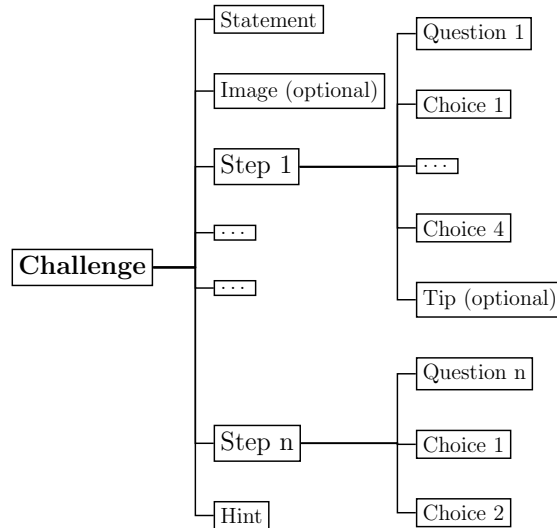 Statement
Image (optional)
Step 1
Question 1
Choice 1
...
Choice 4
Tip (optional)
...
Challenge
...
Step n
Question n
Choice 1
Choice 2
Hint